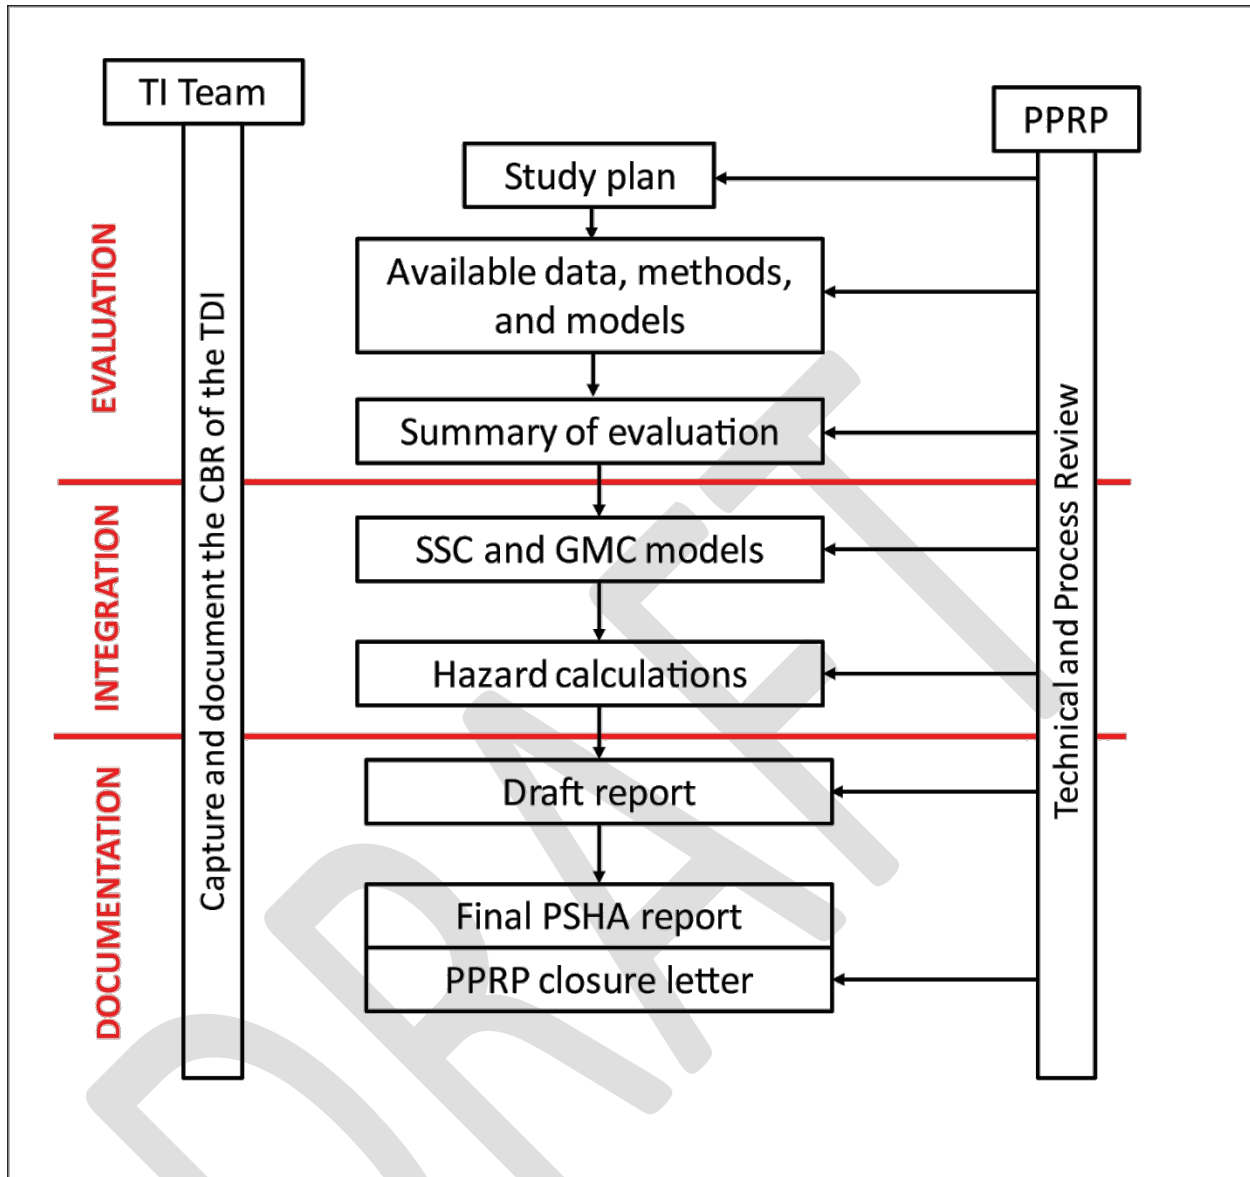 TI Team
PPRP
Study plan
Available data, methods,
and models
Summary of evaluation
SSC and GMC models
Hazard calculations
Draft report
Final PSHA report
PPRP closure letter
EVALUATION
INTEGRATION
DOCUMENTATION
Capture and document the CBR of the TDI
Technical and Process Review
DRAFT